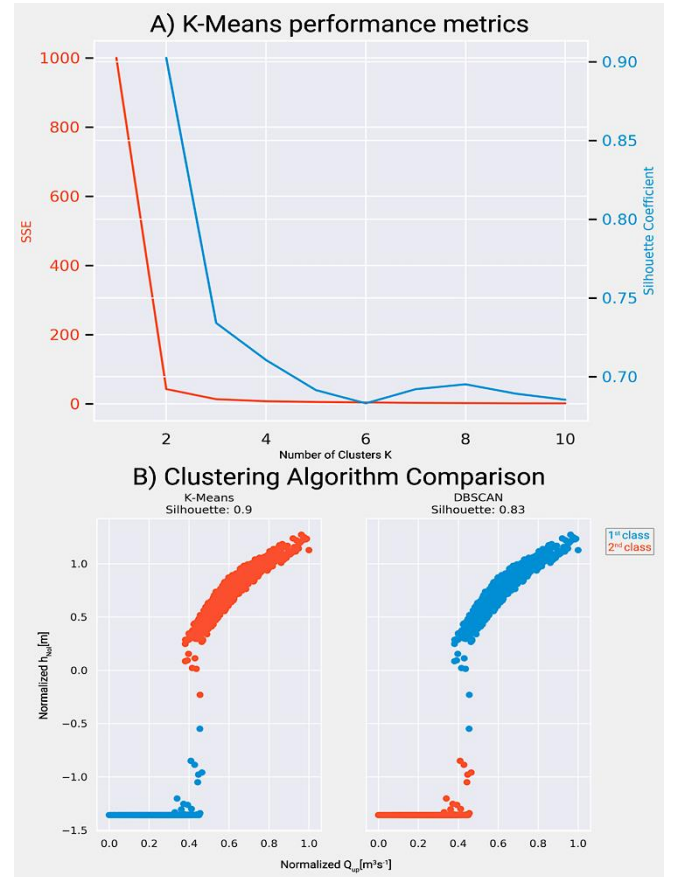 A) K-Means performance metrics
1000
800
600
400
200
0
SSE
0.90
0.85
0.80
0.75
0.70
Silhouette Coefficient
2 4 6 8 10
Number of Clusters K
B) Clustering Algorithm Comparison
K-Means
Silhouette: 0.9
DBSCAN
Silhouette: 0.83
1st class
2nd class
1.0
0.5
0.0
−0.5
−1.0
−1.5
Normalized hNol[m]
0.0 0.2 0.4 0.6 0.8 1.0
0.0 0.2 0.4 0.6 0.8 1.0
Normalized Qup[m³s⁻¹]